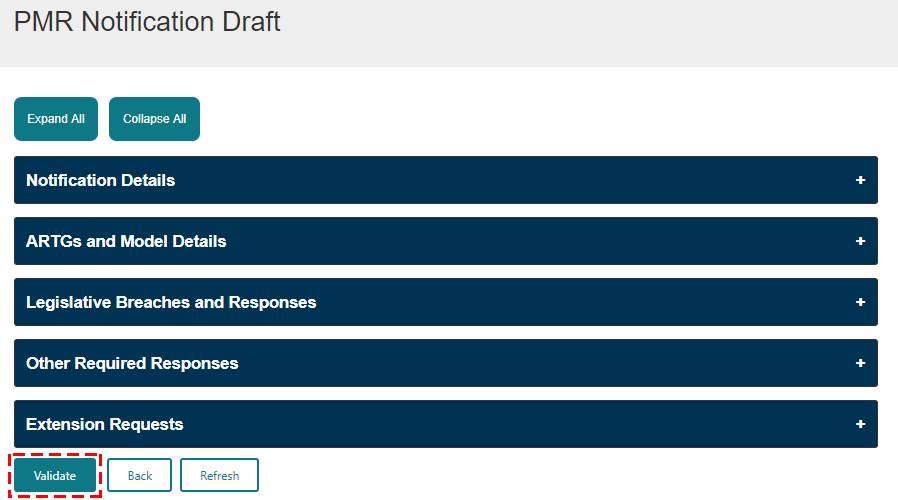 PMR Notification Draft
Expand All Collapse All
Notification Details +
ARTGs and Model Details +
Legislative Breaches and Responses +
Other Required Responses +
Extension Requests +
Validate Back Refresh